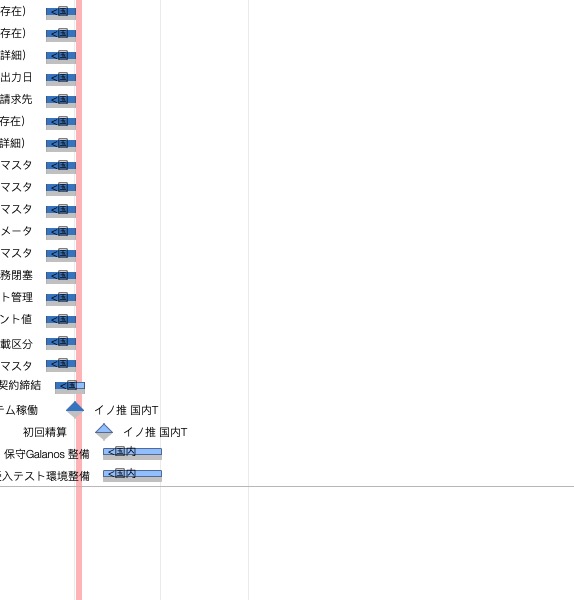 存在） <国
存在） <国
詳細） <国
出力日 <国
請求先 <国
存在） <国
詳細） <国
マスタ <国
マスタ <国
マスタ <国
メータ <国
マスタ <国
務閉塞 <国
ト管理 <国
ント値 <国
載区分 <国
マスタ <国
契約締結 <国
テム稼働 イノ推 国内T
初回精算 イノ推 国内T
保守Galanos 整備 <国内
入テスト環境整備 <国内